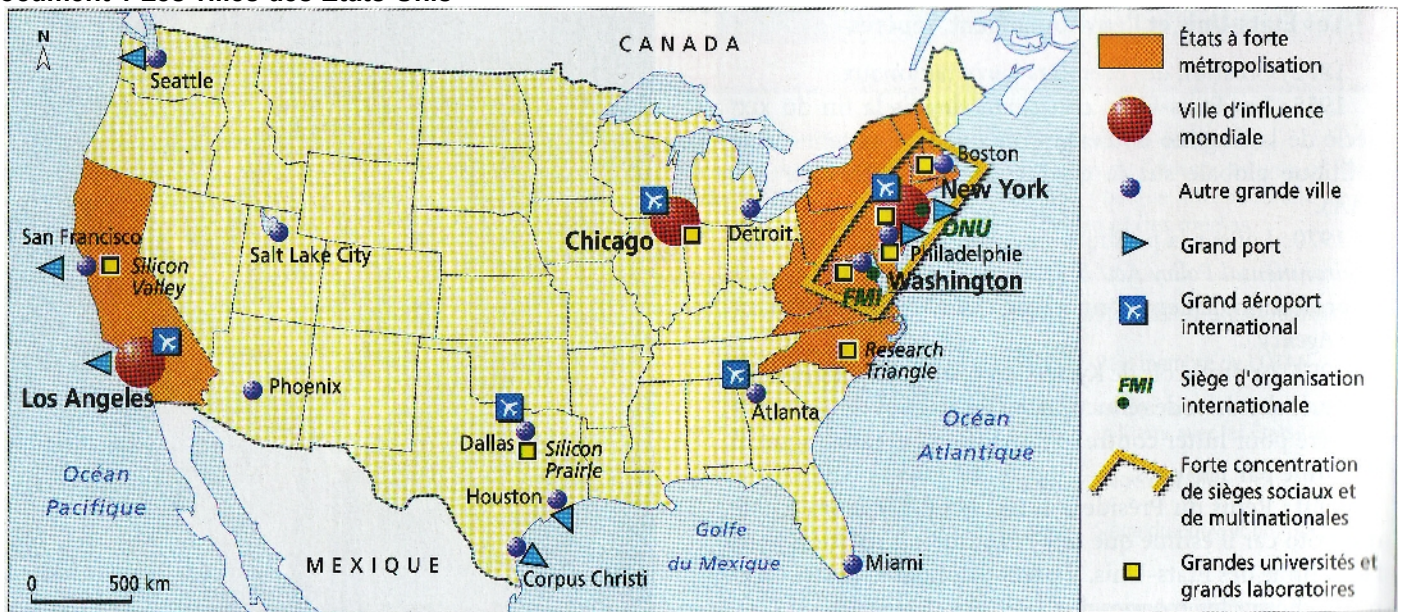 Document 1 Les villes des États-Unis
N
CANADA
Seattle
Boston
New York
ONU
Chicago
Detroit
Philadelphie
Washington
FMI
San Francisco
Silicon
Valley
Salt Lake City
Research
Triangle
Los Angeles
Phoenix
Atlanta
Dallas
Silicon
Prairie
Océan
Atlantique
Océan
Pacifique
Houston
Golfe
du Mexique
MEXIQUE
Corpus Christi
Miami
0 500 km
États à forte
métropolisation
Ville d'influence
mondiale
Autre grande ville
Grand port
Grand aéroport
international
FMI
Siège d'organisation
internationale
Forte concentration
de sièges sociaux et
de multinationales
Grandes universités et
grands laboratoires